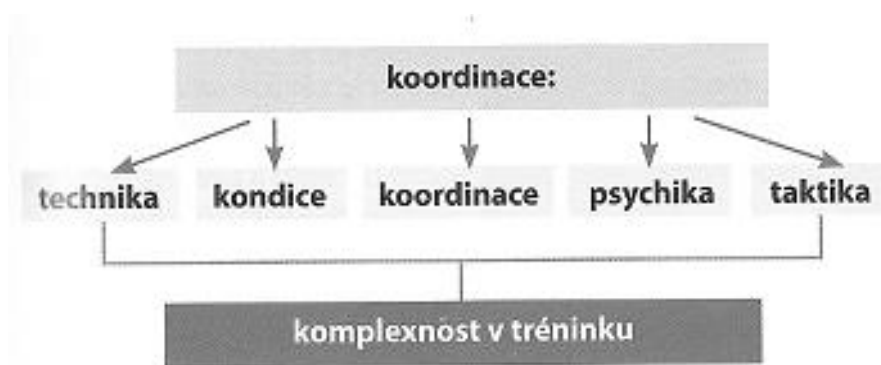 koordinace:
technika kondice koordinace psychika taktika
komplexnost v tréninku